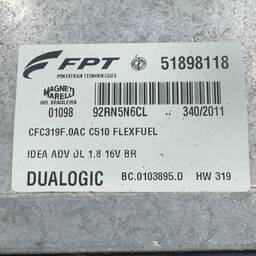 FPT 51898118
POWERTRAIN TECHNOLOGIES
MAGNETI MARELLI
IND. BRASILEIRA
01098 92RN5N6CL .. 340/2011
CFC319F.0AC C510 FLEXFUEL
IDEA ADV DL 1.8 16V BR
DUALOGIC BC.0103895.D HW 319